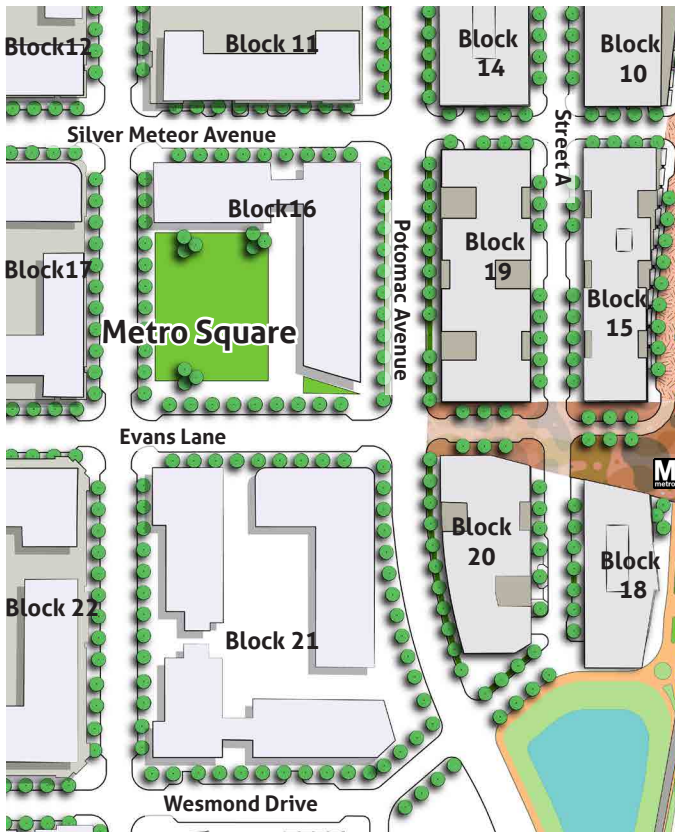 Block12
Block 11
Block
14
Block
10
Silver Meteor Avenue
Street A
Block16
Block17
Potomac Avenue
Block
19
Block
15
Metro Square
Evans Lane
M
metro
Block
20
Block
18
Block 22
Block 21
Wesmond Drive